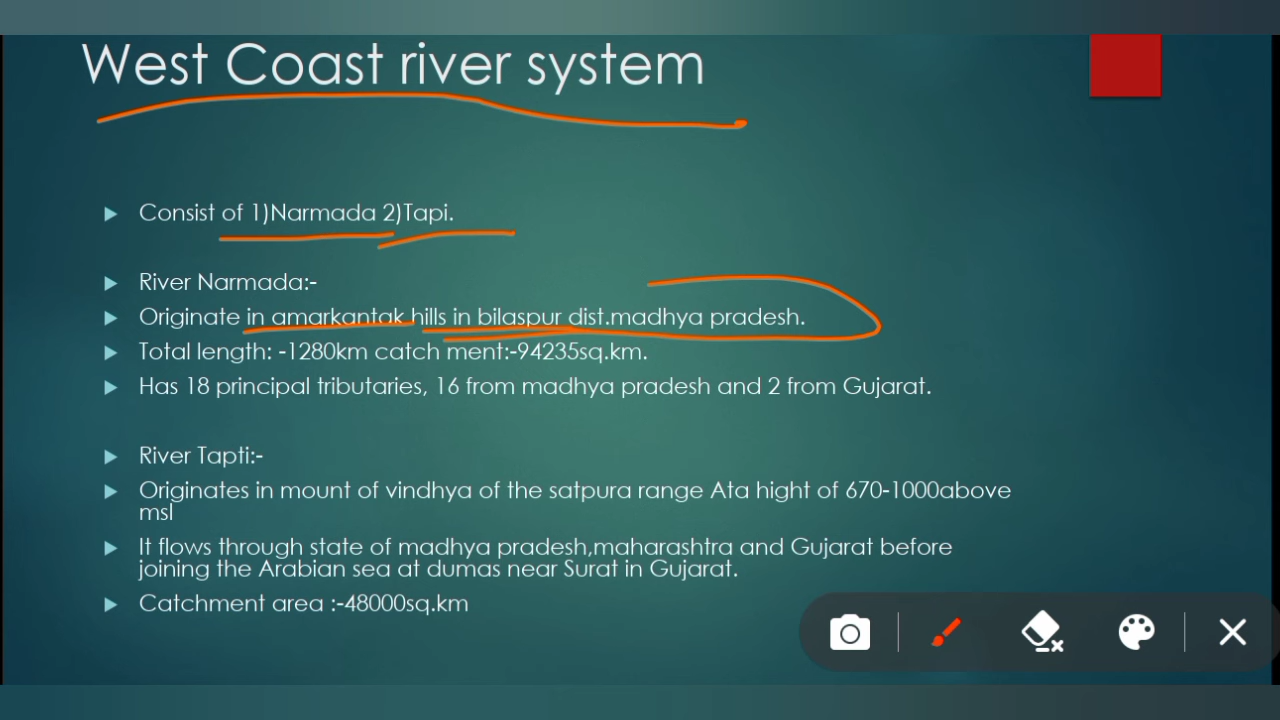 West Coast river system
Consist of 1)Narmada 2)Tapi.
River Narmada:-
Originate in amarkantak hills in bilaspur dist.madhya pradesh.
Total length: -1280km catch ment:-94235sq.km.
Has 18 principal tributaries, 16 from madhya pradesh and 2 from Gujarat.
River Tapti:-
Originates in mount of vindhya of the satpura range Ata hight of 670-1000above
msl
It flows through state of madhya pradesh,maharashtra and Gujarat before
joining the Arabian sea at dumas near Surat in Gujarat.
Catchment area :-48000sq.km